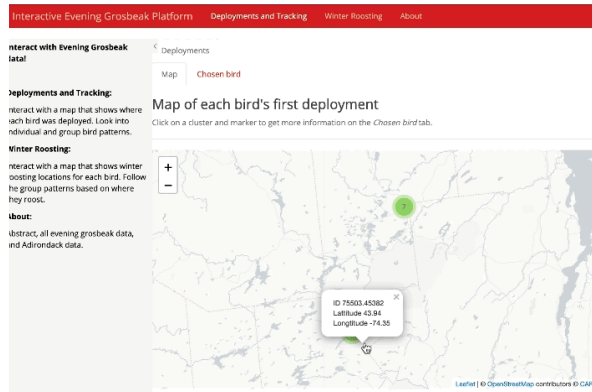 Interactive Evening Grosbeak Platform Deployments and Tracking Winter Roosting About
nteract with Evening Grosbeak
data!
Deployments and Tracking:
nteract with a map that shows where
each bird was deployed. Look into
ndividual and group bird patterns.
Winter Roosting:
nteract with a map that shows winter
roosting locations for each bird. Follow
the group patterns based on where
they roost.
About:
Abstract, all evening grosbeak data,
and Adirondack data.
Deployments
Map Chosen bird
Map of each bird's first deployment
Click on a cluster and marker to get more information on the Chosen bird tab.
+
−
7
ID 75503.45382
Lattitude 43.94
Longtitude -74.35
×
Leaflet | © OpenStreetMap contributors © CAR